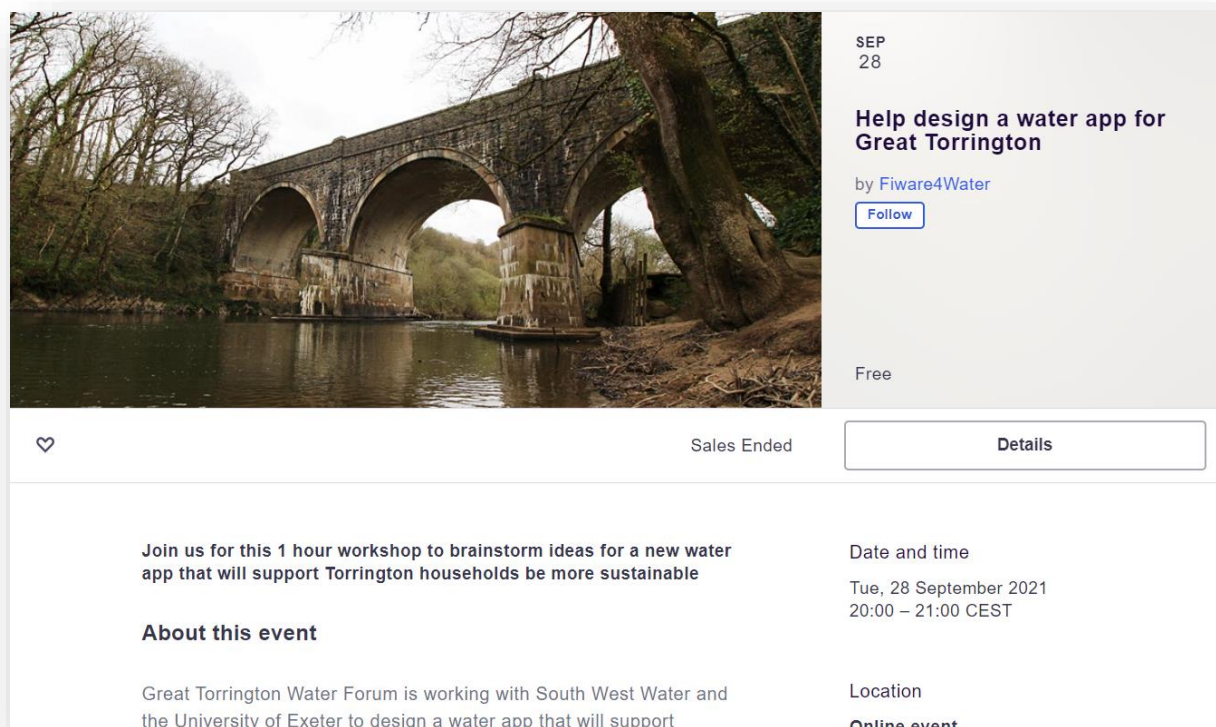 SEP
28
Help design a water app for
Great Torrington
by Fiware4Water
Follow
Free
Sales Ended
Details
Join us for this 1 hour workshop to brainstorm ideas for a new water
app that will support Torrington households be more sustainable
About this event
Great Torrington Water Forum is working with South West Water and
the University of Exeter to design a water app that will support
Date and time
Tue, 28 September 2021
20:00 – 21:00 CEST
Location
Online event